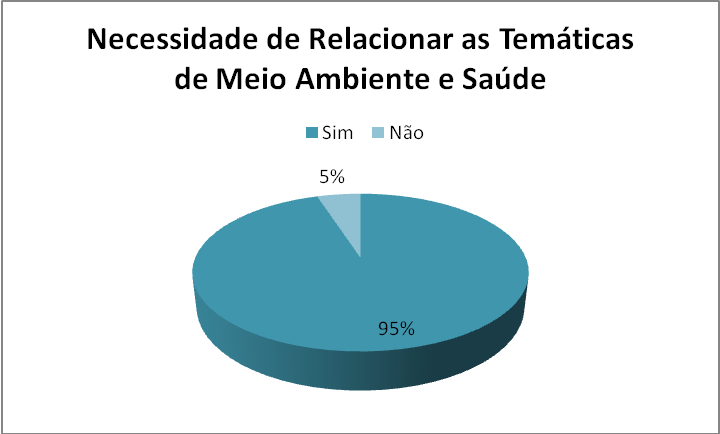 Necessidade de Relacionar as Temáticas
de Meio Ambiente e Saúde
Sim Não
5%
95%